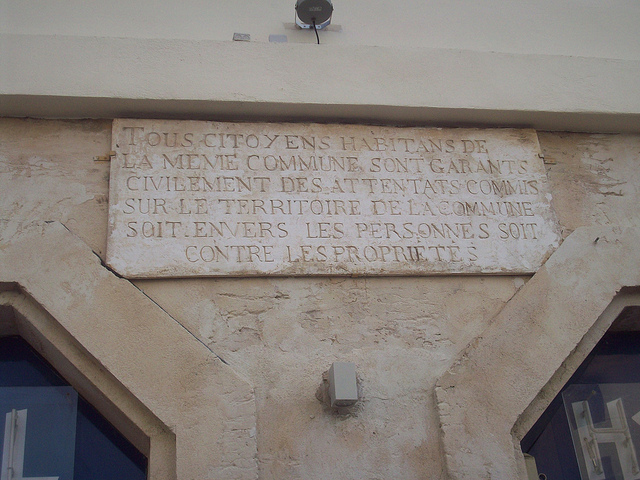 TOUS CITOYENS HABITANS DE
LA MEME COMMUNE SONT GARANTS
CIVILEMENT DES ATTENTATS COMMIS
SUR LE TERRITOIRE DE LA COMMUNE
SOIT ENVERS LES PERSONNES SOIT
CONTRE LES PROPRIETÉS